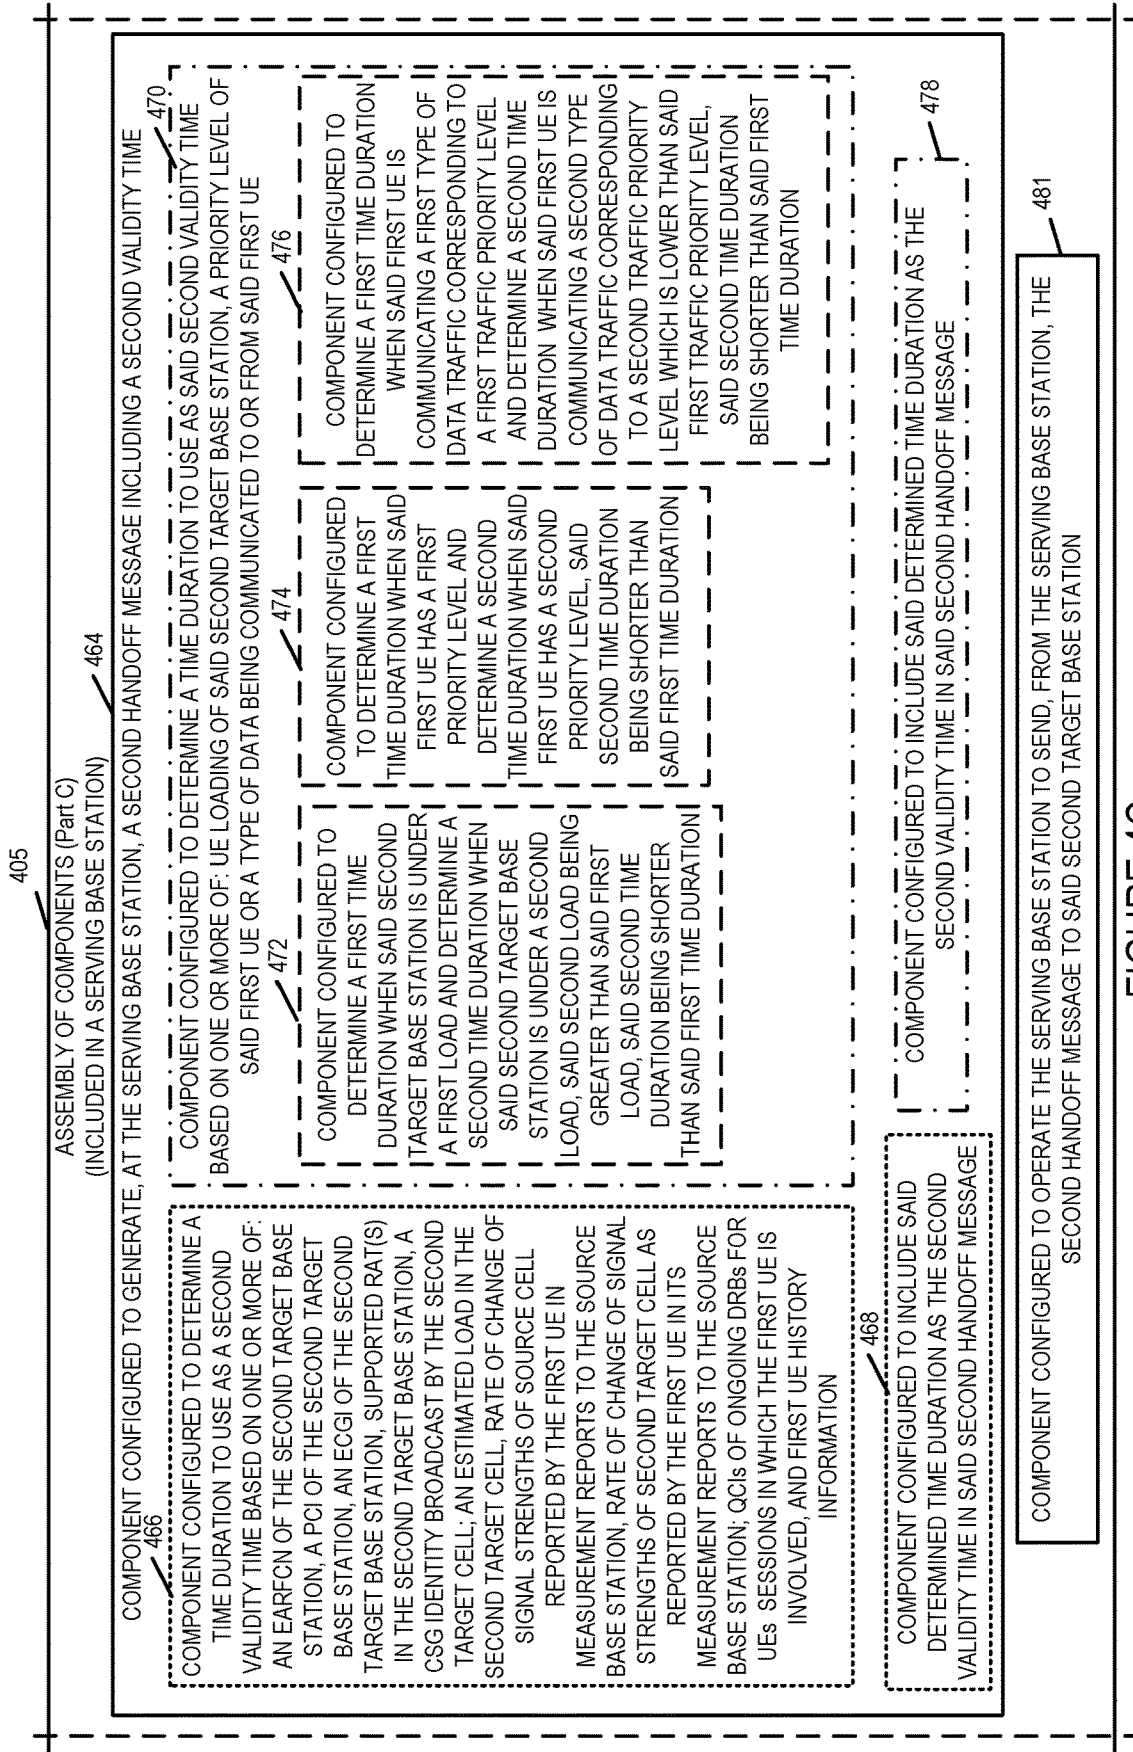 405
ASSEMBLY OF COMPONENTS (Part C)
(INCLUDED IN A SERVING BASE STATION)
464
COMPONENT CONFIGURED TO GENERATE, AT THE SERVING BASE STATION, A SECOND HANDOFF MESSAGE INCLUDING A SECOND VALIDITY TIME
466
COMPONENT CONFIGURED TO DETERMINE A
TIME DURATION TO USE AS A SECOND
VALIDITY TIME BASED ON ONE OR MORE OF:
AN EARFCN OF THE SECOND TARGET BASE
STATION, A PCI OF THE SECOND TARGET
BASE STATION, AN ECGI OF THE SECOND
TARGET BASE STATION, SUPPORTED RAT(S)
IN THE SECOND TARGET BASE STATION, A
CSG IDENTITY BROADCAST BY THE SECOND
TARGET CELL; AN ESTIMATED LOAD IN THE
SECOND TARGET CELL, RATE OF CHANGE OF
SIGNAL STRENGTHS OF SOURCE CELL
REPORTED BY THE FIRST UE IN
MEASUREMENT REPORTS TO THE SOURCE
BASE STATION, RATE OF CHANGE OF SIGNAL
STRENGTHS OF SECOND TARGET CELL AS
REPORTED BY THE FIRST UE IN ITS
MEASUREMENT REPORTS TO THE SOURCE
BASE STATION; QCIs OF ONGOING DRBs FOR
UEs SESSIONS IN WHICH THE FIRST UE IS
INVOLVED, AND FIRST UE HISTORY
INFORMATION
470
COMPONENT CONFIGURED TO DETERMINE A TIME DURATION TO USE AS SAID SECOND VALIDITY TIME
BASED ON ONE OR MORE OF: UE LOADING OF SAID SECOND TARGET BASE STATION, A PRIORITY LEVEL OF
SAID FIRST UE OR A TYPE OF DATA BEING COMMUNICATED TO OR FROM SAID FIRST UE
472
COMPONENT CONFIGURED TO
DETERMINE A FIRST TIME
DURATION WHEN SAID SECOND
TARGET BASE STATION IS UNDER
A FIRST LOAD AND DETERMINE A
SECOND TIME DURATION WHEN
SAID SECOND TARGET BASE
STATION IS UNDER A SECOND
LOAD, SAID SECOND LOAD BEING
GREATER THAN SAID FIRST
LOAD, SAID SECOND TIME
DURATION BEING SHORTER
THAN SAID FIRST TIME DURATION
474
COMPONENT CONFIGURED
TO DETERMINE A FIRST
TIME DURATION WHEN SAID
FIRST UE HAS A FIRST
PRIORITY LEVEL AND
DETERMINE A SECOND
TIME DURATION WHEN SAID
FIRST UE HAS A SECOND
PRIORITY LEVEL, SAID
SECOND TIME DURATION
BEING SHORTER THAN
SAID FIRST TIME DURATION
476
COMPONENT CONFIGURED TO
DETERMINE A FIRST TIME DURATION
WHEN SAID FIRST UE IS
COMMUNICATING A FIRST TYPE OF
DATA TRAFFIC CORRESPONDING TO
A FIRST TRAFFIC PRIORITY LEVEL
AND DETERMINE A SECOND TIME
DURATION WHEN SAID FIRST UE IS
COMMUNICATING A SECOND TYPE
OF DATA TRAFFIC CORRESPONDING
TO A SECOND TRAFFIC PRIORITY
LEVEL WHICH IS LOWER THAN SAID
FIRST TRAFFIC PRIORITY LEVEL,
SAID SECOND TIME DURATION
BEING SHORTER THAN SAID FIRST
TIME DURATION
468
COMPONENT CONFIGURED TO INCLUDE SAID
DETERMINED TIME DURATION AS THE SECOND
VALIDITY TIME IN SAID SECOND HANDOFF MESSAGE
478
COMPONENT CONFIGURED TO INCLUDE SAID DETERMINED TIME DURATION AS THE
SECOND VALIDITY TIME IN SAID SECOND HANDOFF MESSAGE
481
COMPONENT CONFIGURED TO OPERATE THE SERVING BASE STATION TO SEND, FROM THE SERVING BASE STATION, THE
SECOND HANDOFF MESSAGE TO SAID SECOND TARGET BASE STATION